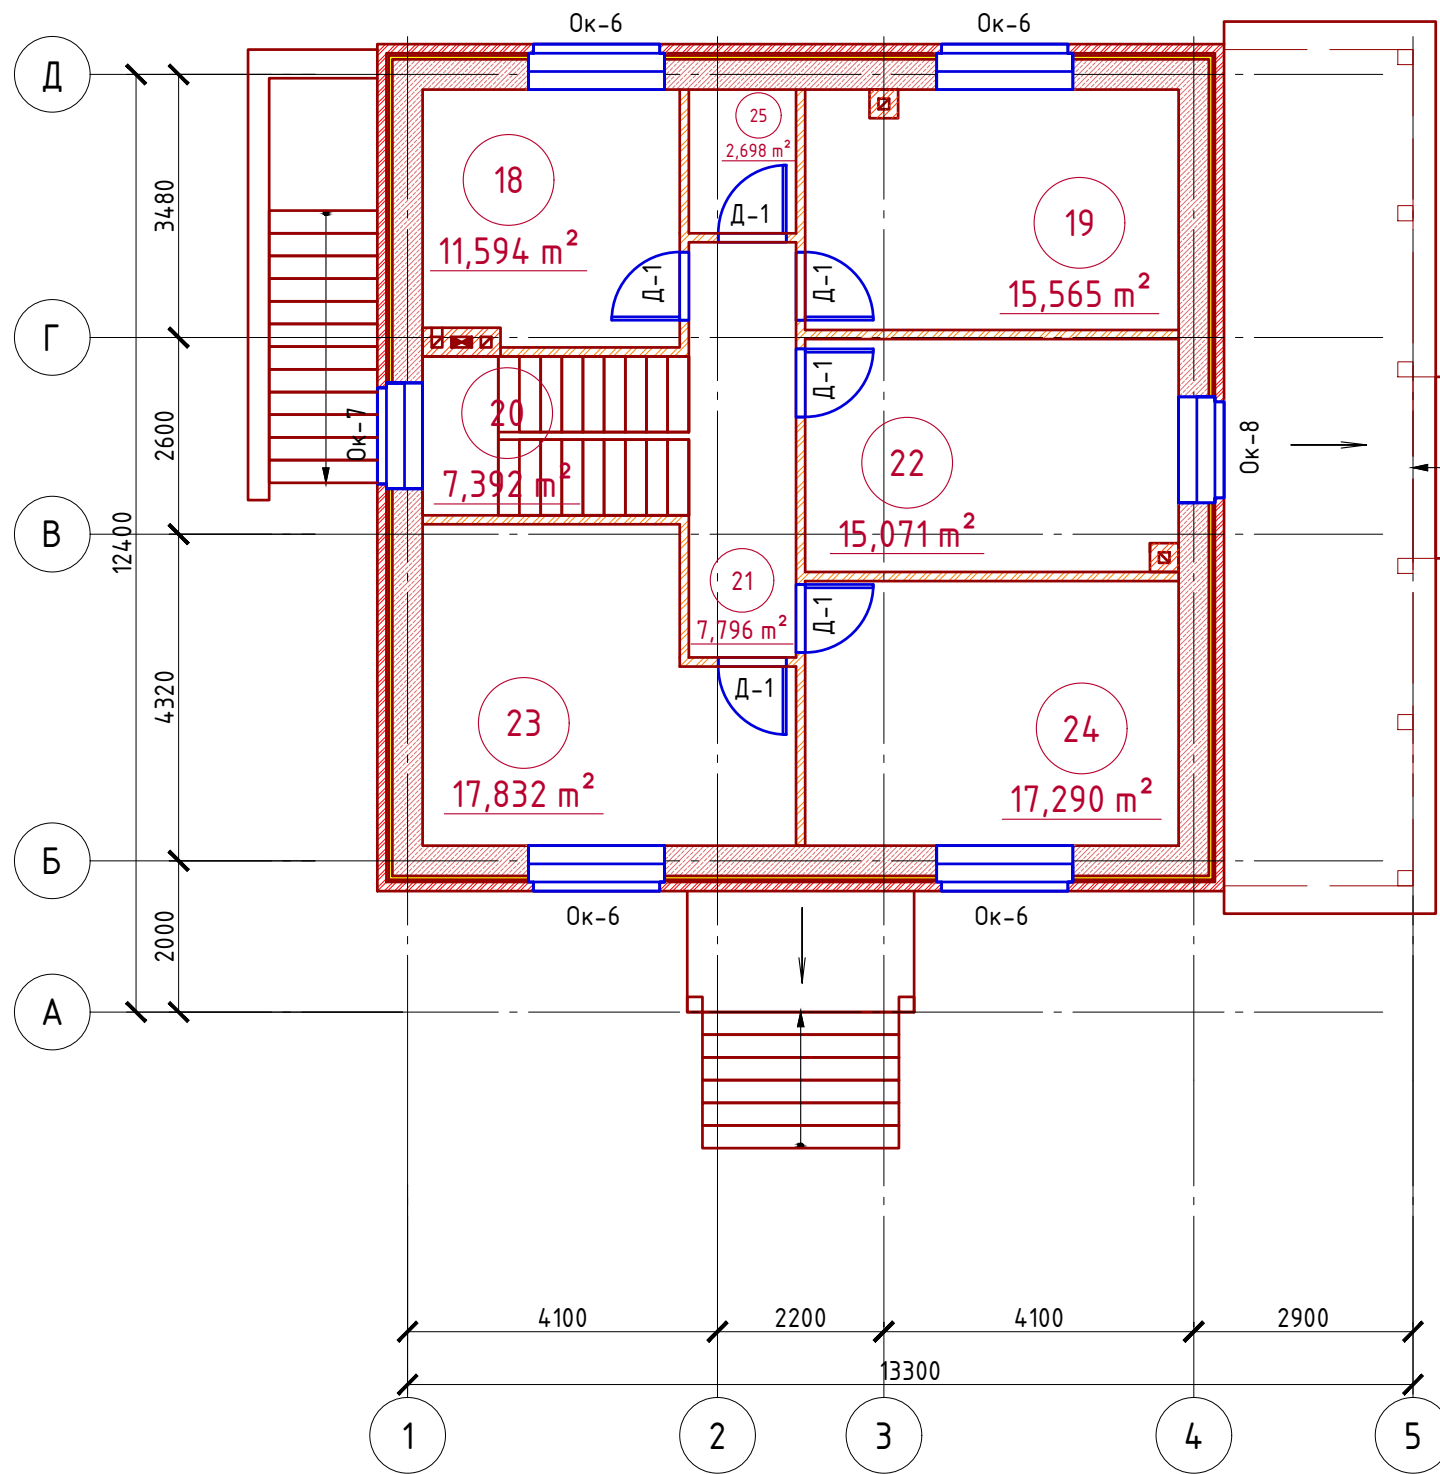 Ок-6
Ок-6
Д
25
2,698 m²
18
11,594 m²
19
15,565 m²
Д-1
Д-1
Д-1
3480
Г
20
7,392 m²
Ок-7
Д-1
22
15,071 m²
Ок-8
2600
В
12400
21
7,796 m²
Д-1
Д-1
23
17,832 m²
24
17,290 m²
4320
Б
Ок-6
Ок-6
2000
А
4100
2200
4100
2900
13300
1
2
3
4
5